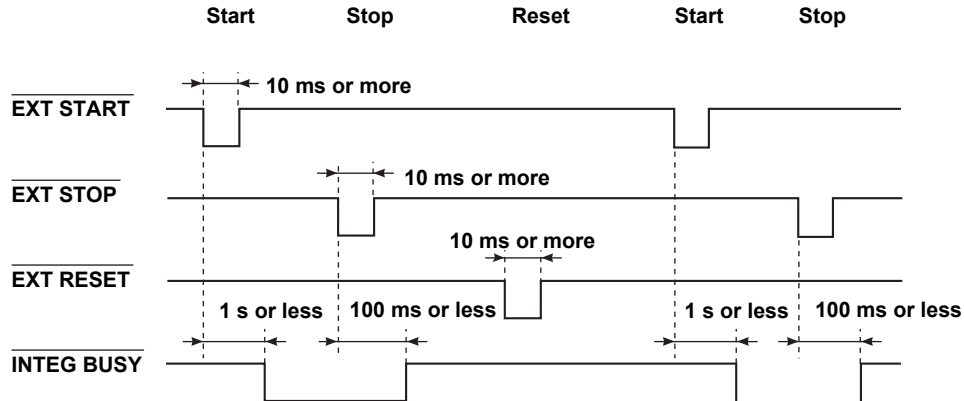 Start Stop Reset Start Stop
10 ms or more
EXT START
10 ms or more
EXT STOP
10 ms or more
EXT RESET
1 s or less 100 ms or less 1 s or less 100 ms or less
INTEG BUSY